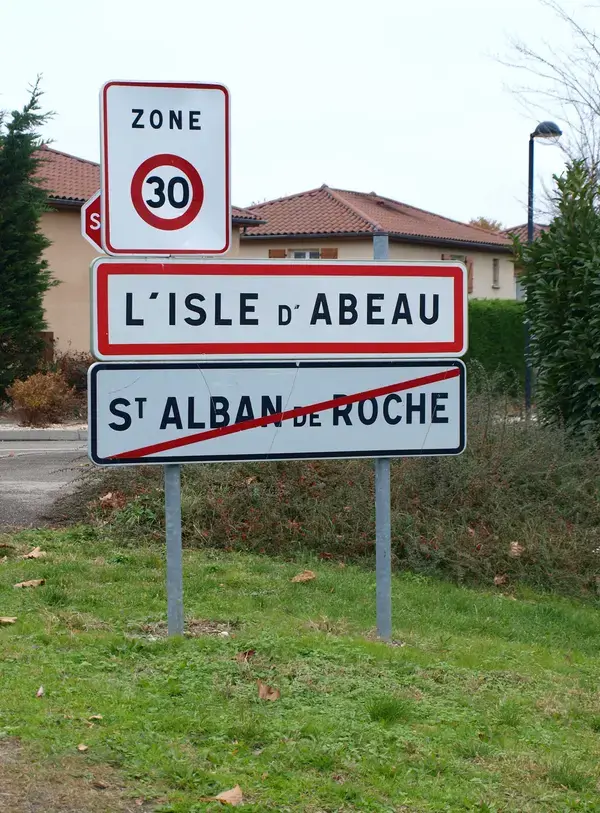 ZONE
30
S
L'ISLE D'ABEAU
ST ALBAN DE ROCHE